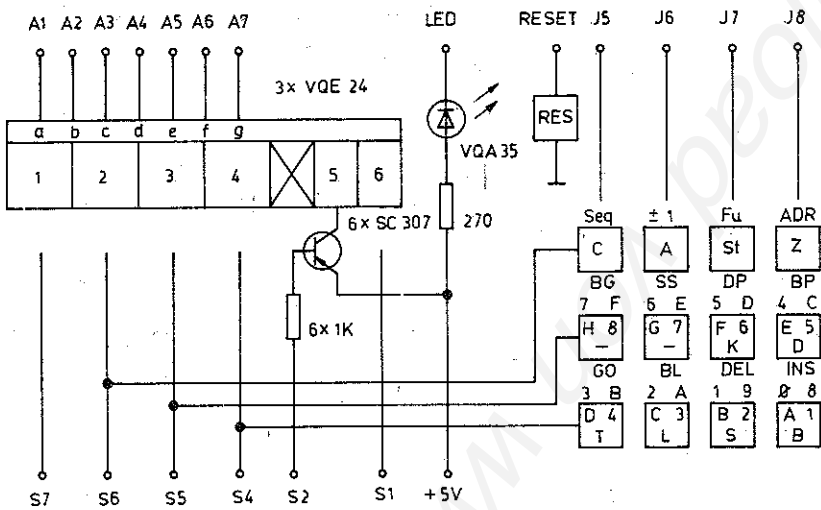 A1 A2 A3 A4 A5 A6 A7 LED RESET J5 J6 J7 J8
3× VQE 24
a b c d e f g
RES
VQA 35
1 2 3 4 5 6
6× SC 307 270
Seq ±1 Fu ADR
C A St Z
BG SS DP BP
7 F 6 E 5 D 4 C
H 8 G 7 F 6 E 5
– – K D
6×1K
GO BL DEL INS
3 B 2 A 1 9 0 8
D 4 C 3 B 2 A 1
T L S B
S7 S6 S5 S4 S2 S1 +5V